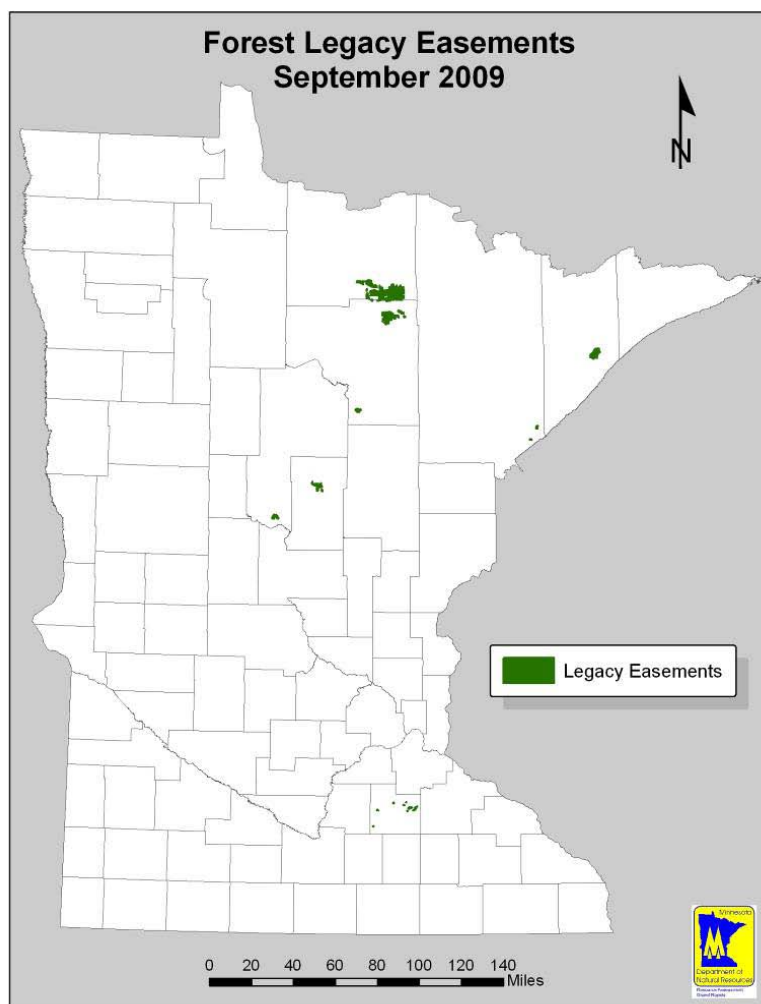 Forest Legacy Easements
September 2009
N
Legacy Easements
0 20 40 60 80 100 120 140
Miles
Minnesota
Department of
Natural Resources